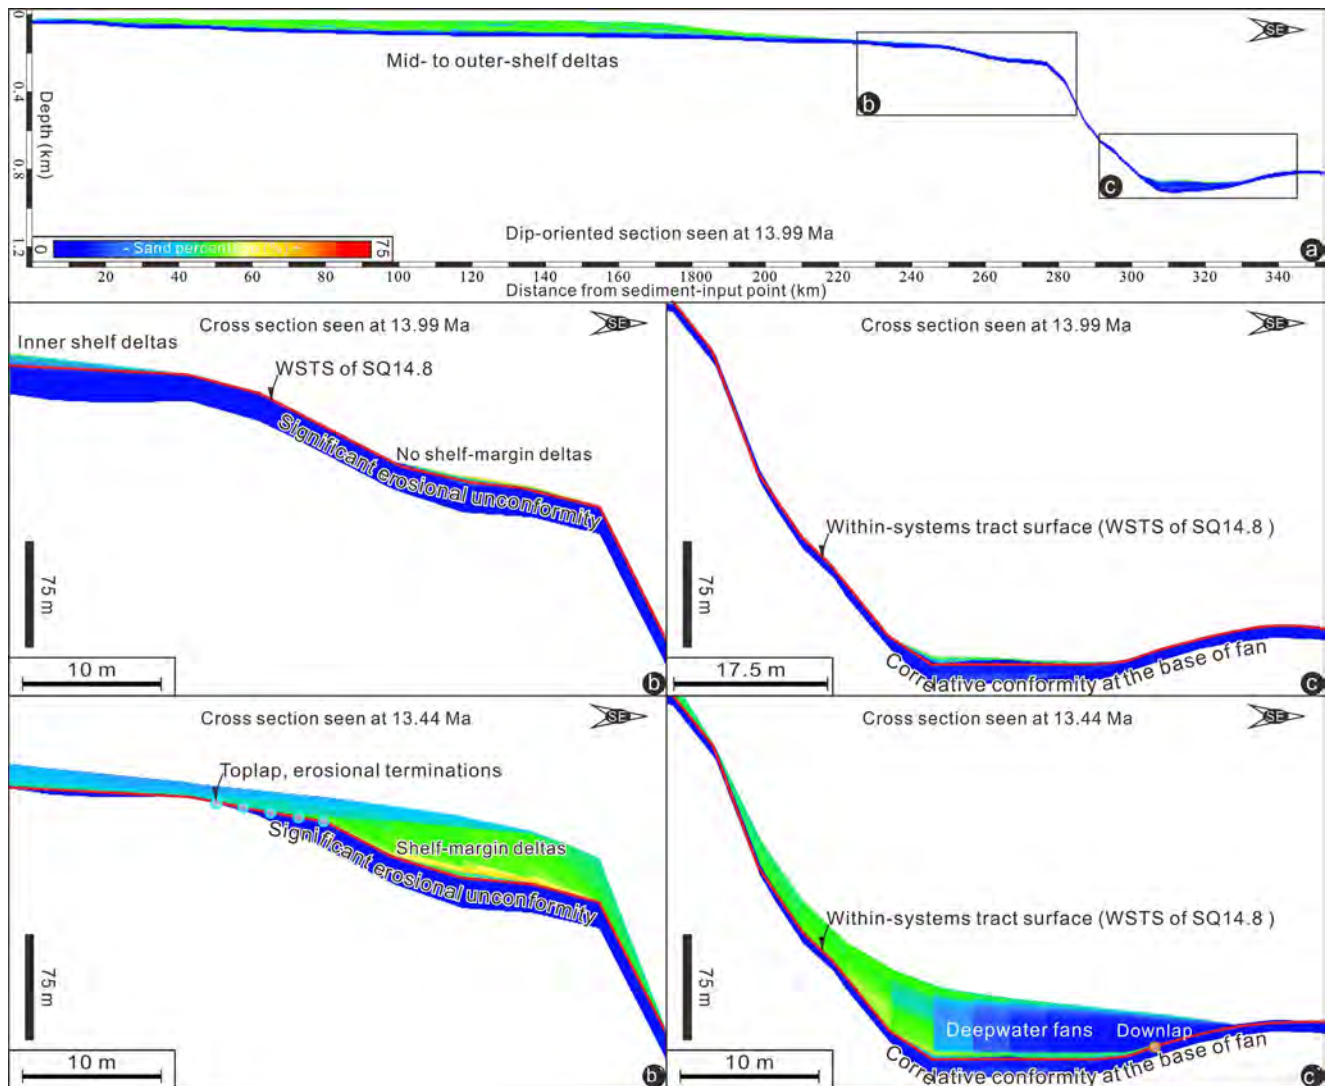 0
0.4
0.8
1.2
Depth (km)
Mid- to outer-shelf deltas
SE
b
c
0
- Sand percent
75
Dip-oriented section seen at 13.99 Ma
a
20 40 60 80 100 120 140 160 1800 200 220 240 260 280 300 320 340
Distance from sediment-input point (km)
Cross section seen at 13.99 Ma
SE
Inner shelf deltas
WSTS of SQ14.8
Significant erosional unconformity
No shelf-margin deltas
75 m
10 m
b
Cross section seen at 13.99 Ma
SE
Within-systems tract surface (WSTS of SQ14.8 )
75 m
Correlative conformity at the base of fan
17.5 m
c
Cross section seen at 13.44 Ma
SE
Toplap, erosional terminations
Significant erosional unconformity
Shelf-margin deltas
75 m
10 m
b
Cross section seen at 13.44 Ma
SE
Within-systems tract surface (WSTS of SQ14.8 )
75 m
Deepwater fans
Downlap
Correlative conformity at the base of fan
10 m
c